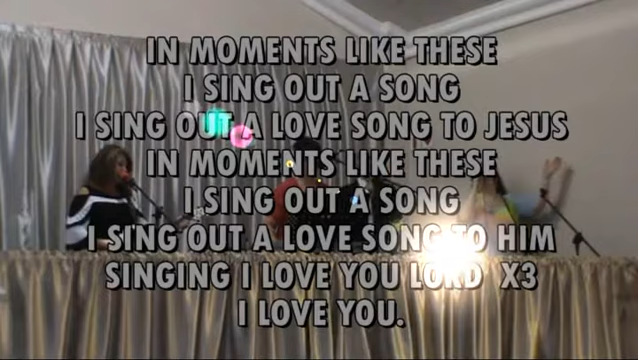 IN MOMENTS LIKE THESE
I SING OUT A SONG
I SING OUT A LOVE SONG TO JESUS
IN MOMENTS LIKE THESE
I SING OUT A SONG
I SING OUT A LOVE SONG TO HIM
SINGING I LOVE YOU LORD X3
I LOVE YOU.